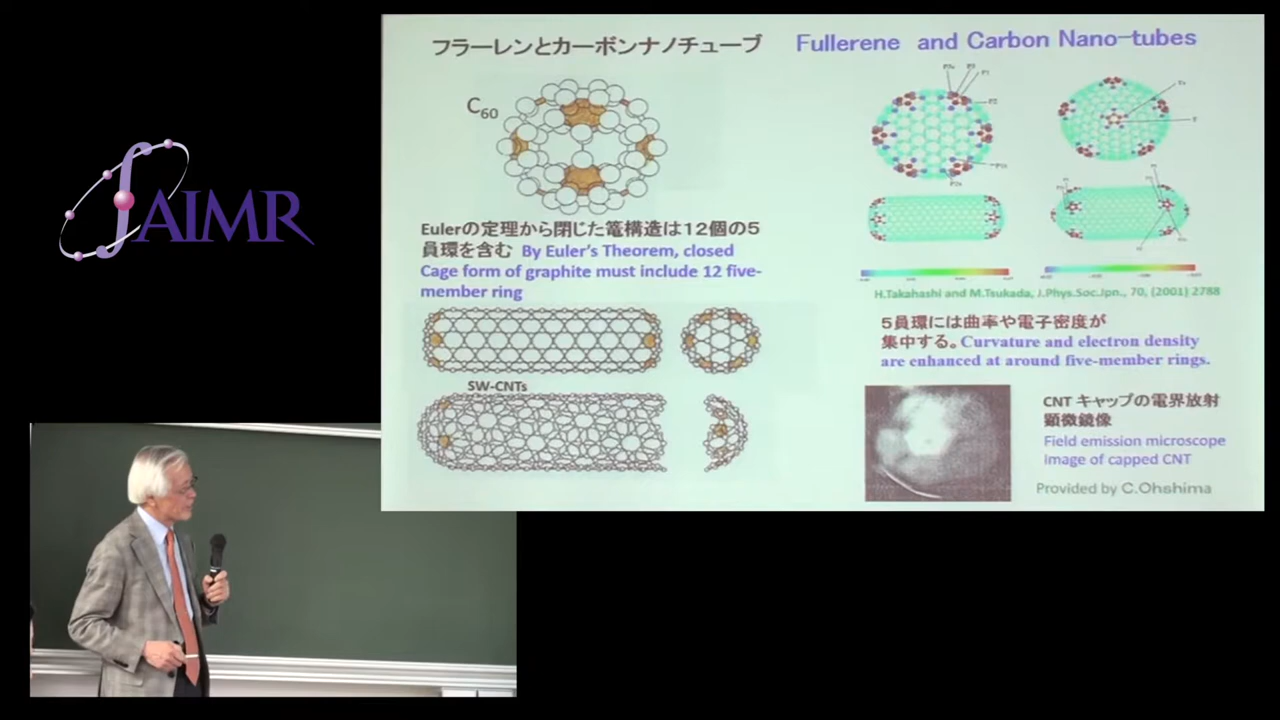 AIMR
フラーレンとカーボンナノチューブ Fullerene and Carbon Nano-tubes
C60
Eulerの定理から閉じた篭構造は12個の5
員環を含む By Euler's Theorem, closed
Cage form of graphite must include 12 five-
member ring
SW-CNTs
H.Takahashi and M.Tsukada, J.Phys.Soc.Jpn., 70, (2001) 2788
5員環には曲率や電子密度が
集中する。Curvature and electron density
are enhanced at around five-member rings.
CNT キャップの電界放射
顕微鏡像
Field emission microscope
Image of capped CNT
Provided by C.Ohshima